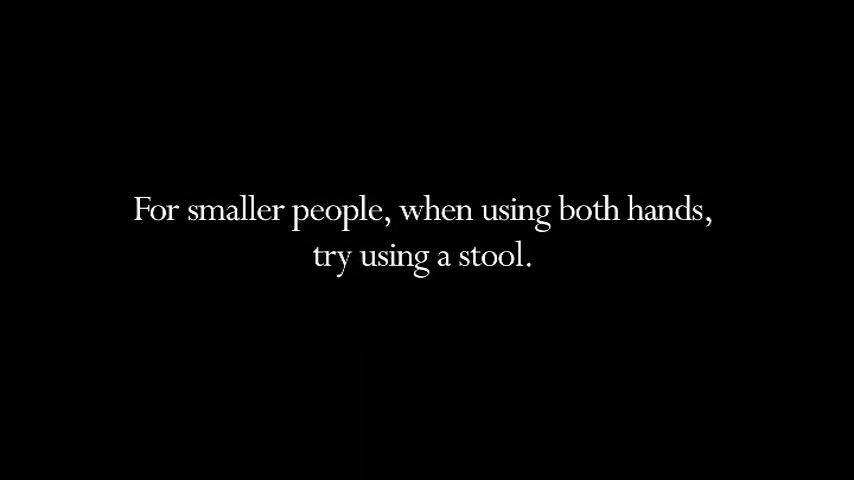 For smaller people, when using both hands,
try using a stool.